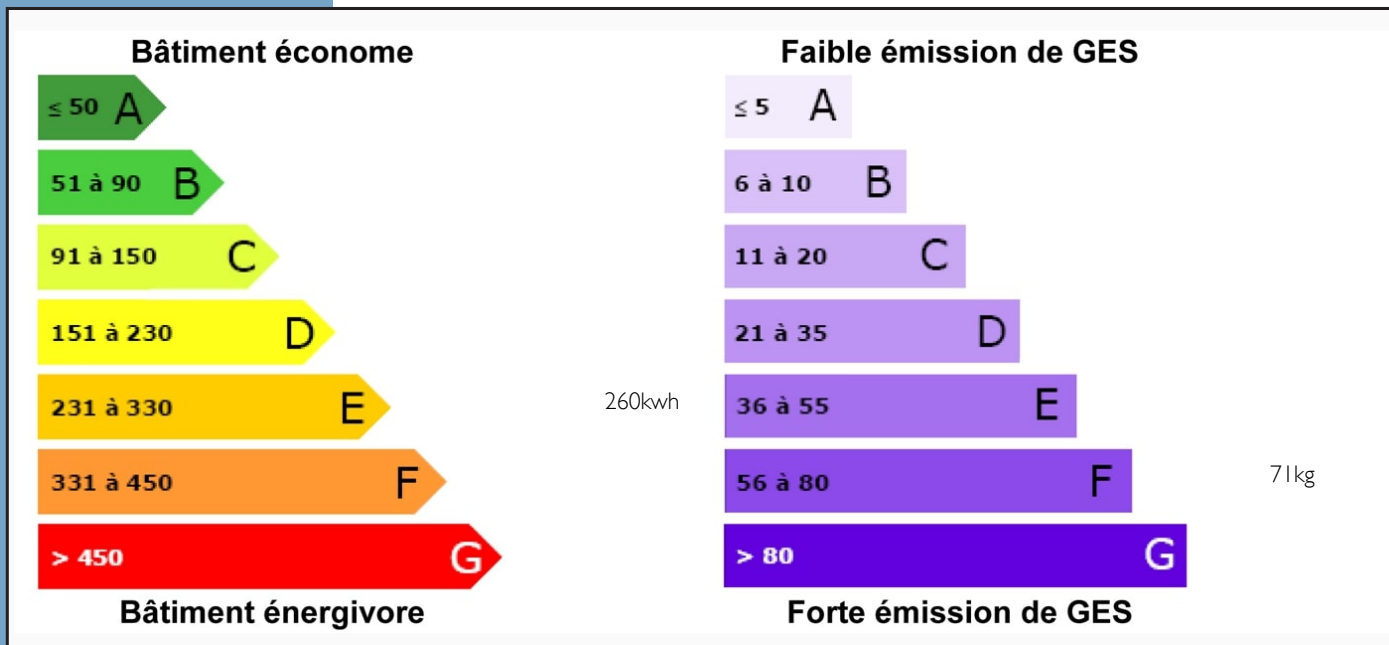 Bâtiment économe
≤ 50 A
51 à 90 B
91 à 150 C
151 à 230 D
231 à 330 E
260kwh
331 à 450 F
> 450 G
Bâtiment énergivore
Faible émission de GES
≤ 5 A
6 à 10 B
11 à 20 C
21 à 35 D
36 à 55 E
56 à 80 F
71kg
> 80 G
Forte émission de GES